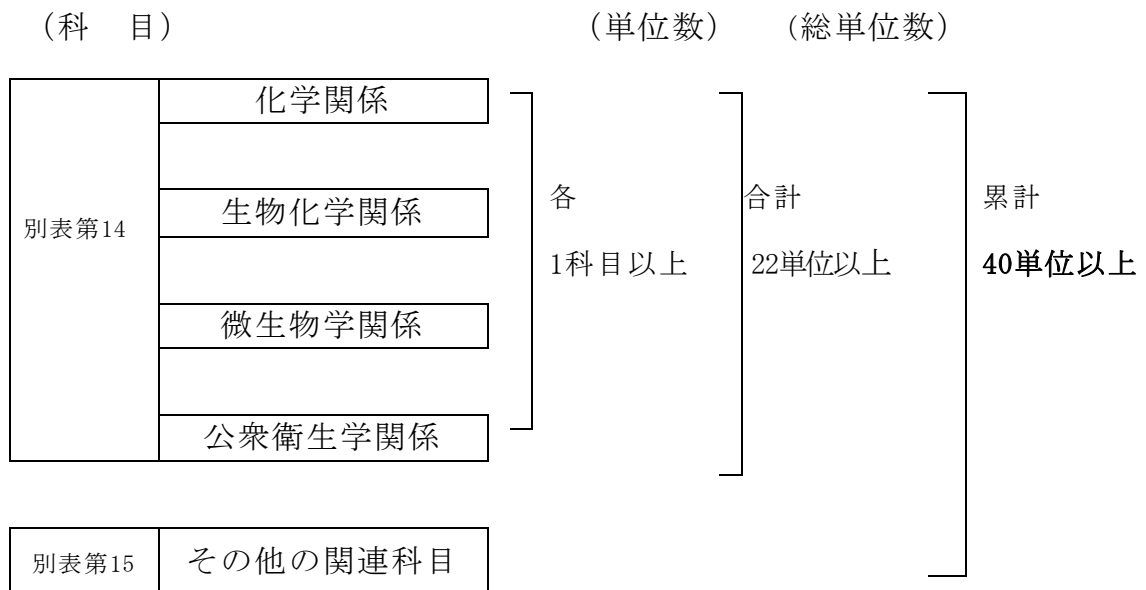 （科　目）　（単位数）　（総単位数）
化学関係
別表第14
生物化学関係
微生物学関係
公衆衛生学関係
各
1科目以上
合計
22単位以上
累計
40単位以上
別表第15　その他の関連科目